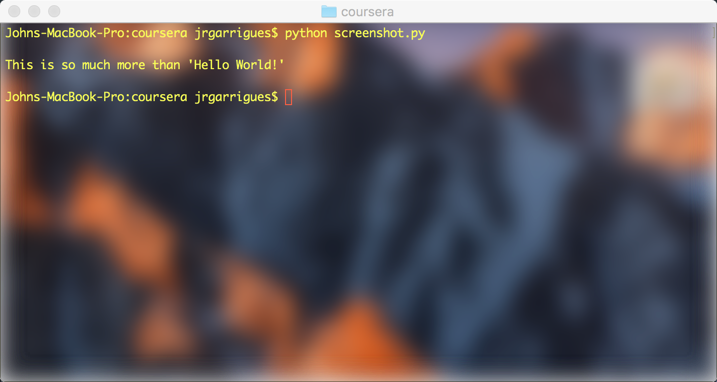 coursera
Johns-MacBook-Pro:coursera jrgarrigues$ python screenshot.py
This is so much more than 'Hello World!'
Johns-MacBook-Pro:coursera jrgarrigues$